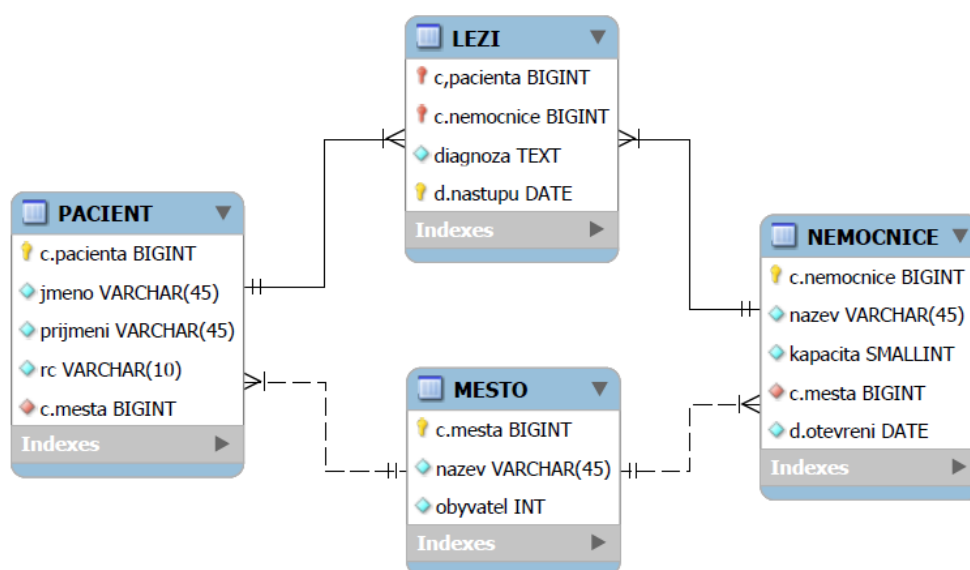 LEZI
c,pacienta BIGINT
c.nemocnice BIGINT
diagnoza TEXT
d.nastupu DATE
Indexes
PACIENT
c.pacienta BIGINT
jmeno VARCHAR(45)
prijmeni VARCHAR(45)
rc VARCHAR(10)
c.mesta BIGINT
Indexes
MESTO
c.mesta BIGINT
nazev VARCHAR(45)
obyvatel INT
Indexes
NEMOCNICE
c.nemocnice BIGINT
nazev VARCHAR(45)
kapacita SMALLINT
c.mesta BIGINT
d.otevreni DATE
Indexes